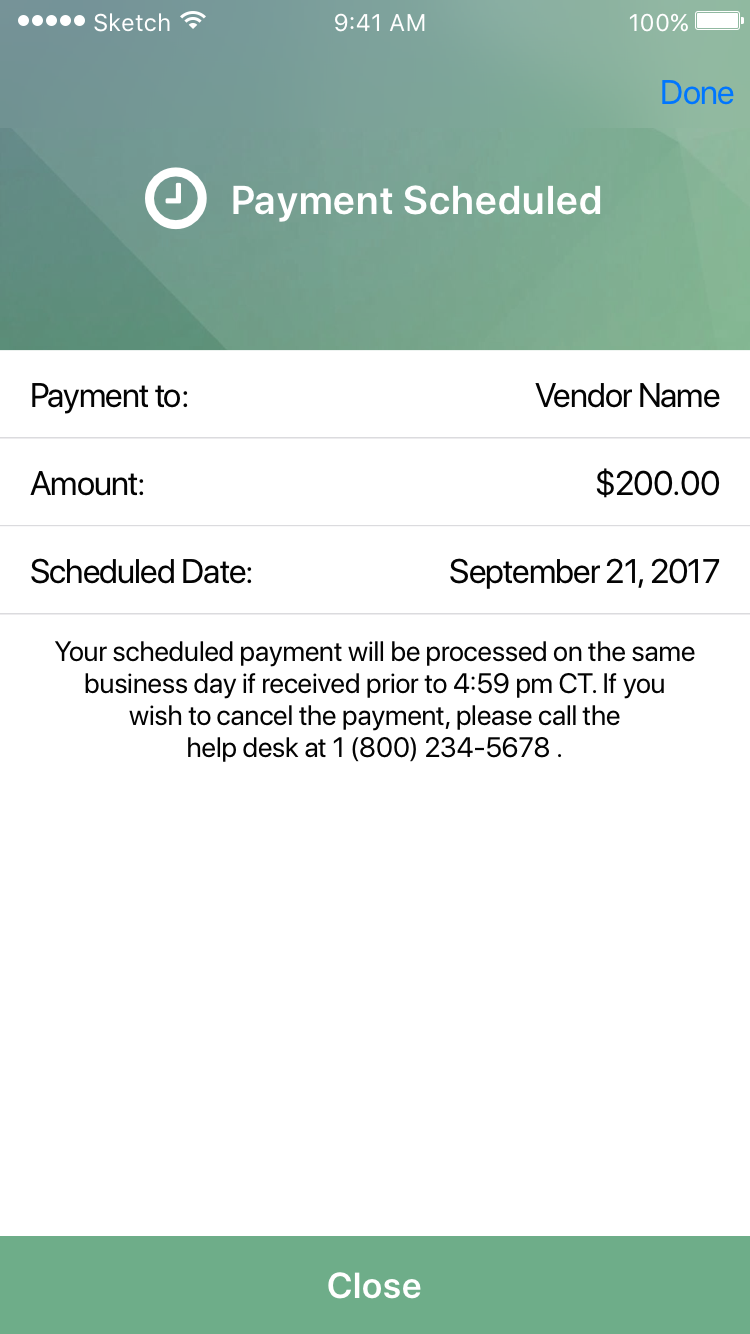 Sketch 9:41 AM 100%
Done
Payment Scheduled
Payment to: Vendor Name
Amount: $200.00
Scheduled Date: September 21, 2017
Your scheduled payment will be processed on the same
business day if received prior to 4:59 pm CT. If you
wish to cancel the payment, please call the
help desk at 1 (800) 234-5678 .
Close